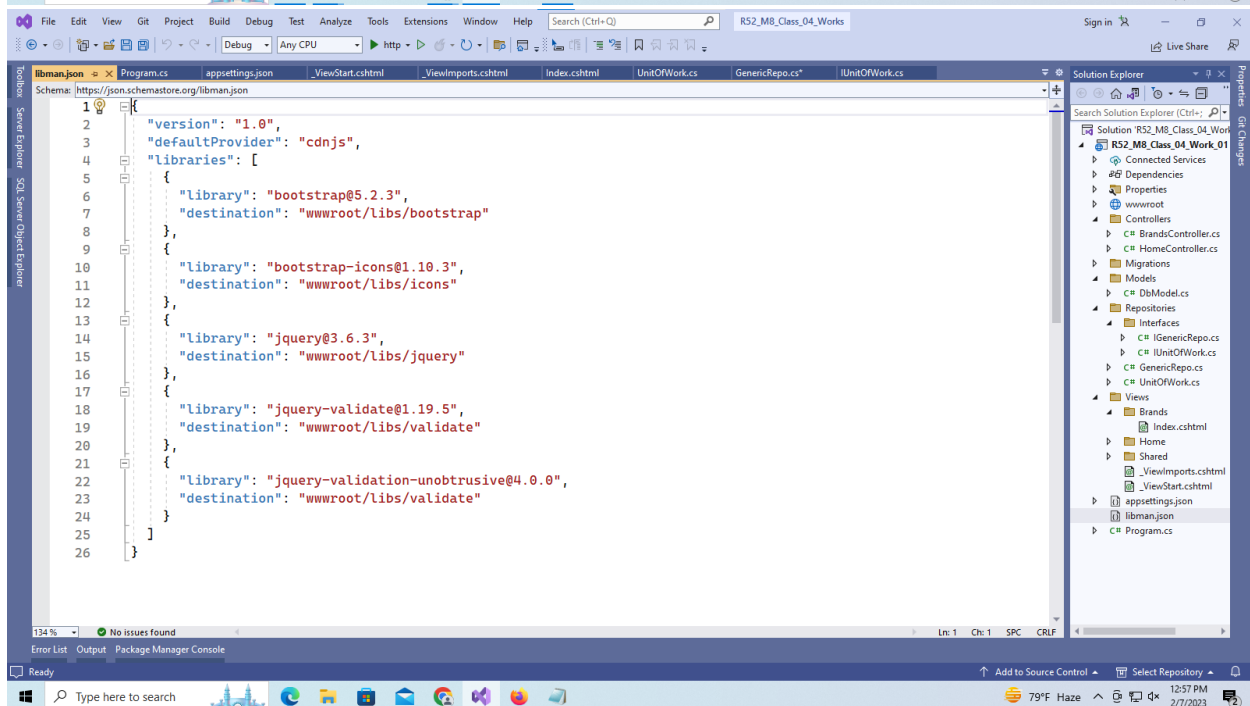 File Edit View Git Project Build Debug Test Analyze Tools Extensions Window Help Search (Ctrl+Q) R52_M8_Class_04_Works Sign in
Debug Any CPU http Live Share
libman.json Program.cs appsettings.json _ViewStart.cshtml _ViewImports.cshtml Index.cshtml UnitOfWork.cs GenericRepo.cs* IUnitOfWork.cs
Schema: https://json.schemastore.org/libman.json
1 {
2 "version": "1.0",
3 "defaultProvider": "cdnjs",
4 "libraries": [
5 {
6 "library": "bootstrap@5.2.3",
7 "destination": "wwwroot/libs/bootstrap"
8 },
9 {
10 "library": "bootstrap-icons@1.10.3",
11 "destination": "wwwroot/libs/icons"
12 },
13 {
14 "library": "jquery@3.6.3",
15 "destination": "wwwroot/libs/jquery"
16 },
17 {
18 "library": "jquery-validate@1.19.5",
19 "destination": "wwwroot/libs/validate"
20 },
21 {
22 "library": "jquery-validation-unobtrusive@4.0.0",
23 "destination": "wwwroot/libs/validate"
24 }
25 ]
26 }
134 % No issues found Ln: 1 Ch: 1 SPC CRLF
Toolbox
Server Explorer
SQL Server Object Explorer
Solution Explorer
Search Solution Explorer (Ctrl+;
Solution 'R52_M8_Class_04_Work
R52_M8_Class_04_Work_01
Connected Services
Dependencies
Properties
wwwroot
Controllers
C# BrandsController.cs
C# HomeController.cs
Migrations
Models
C# DbModel.cs
Repositories
Interfaces
C# IGenericRepo.cs
C# IUnitOfWork.cs
C# GenericRepo.cs
C# UnitOfWork.cs
Views
Brands
Index.cshtml
Home
Shared
_ViewImports.cshtml
_ViewStart.cshtml
appsettings.json
libman.json
C# Program.cs
Properties
Git Changes
Error List Output Package Manager Console
Ready Add to Source Control Select Repository
Type here to search 79°F Haze 12:57 PM
2/7/2023
2